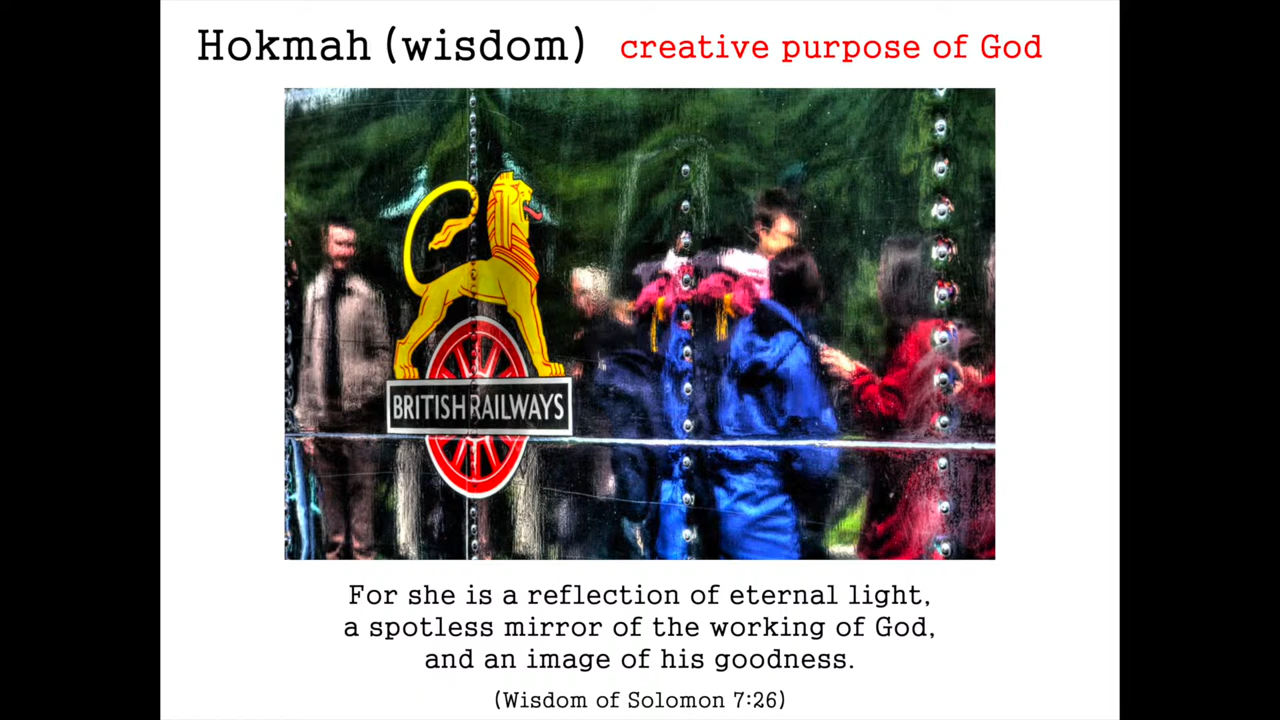 Hokmah (wisdom) creative purpose of God
BRITISH RAILWAYS
For she is a reflection of eternal light,
a spotless mirror of the working of God,
and an image of his goodness.
(Wisdom of Solomon 7:26)